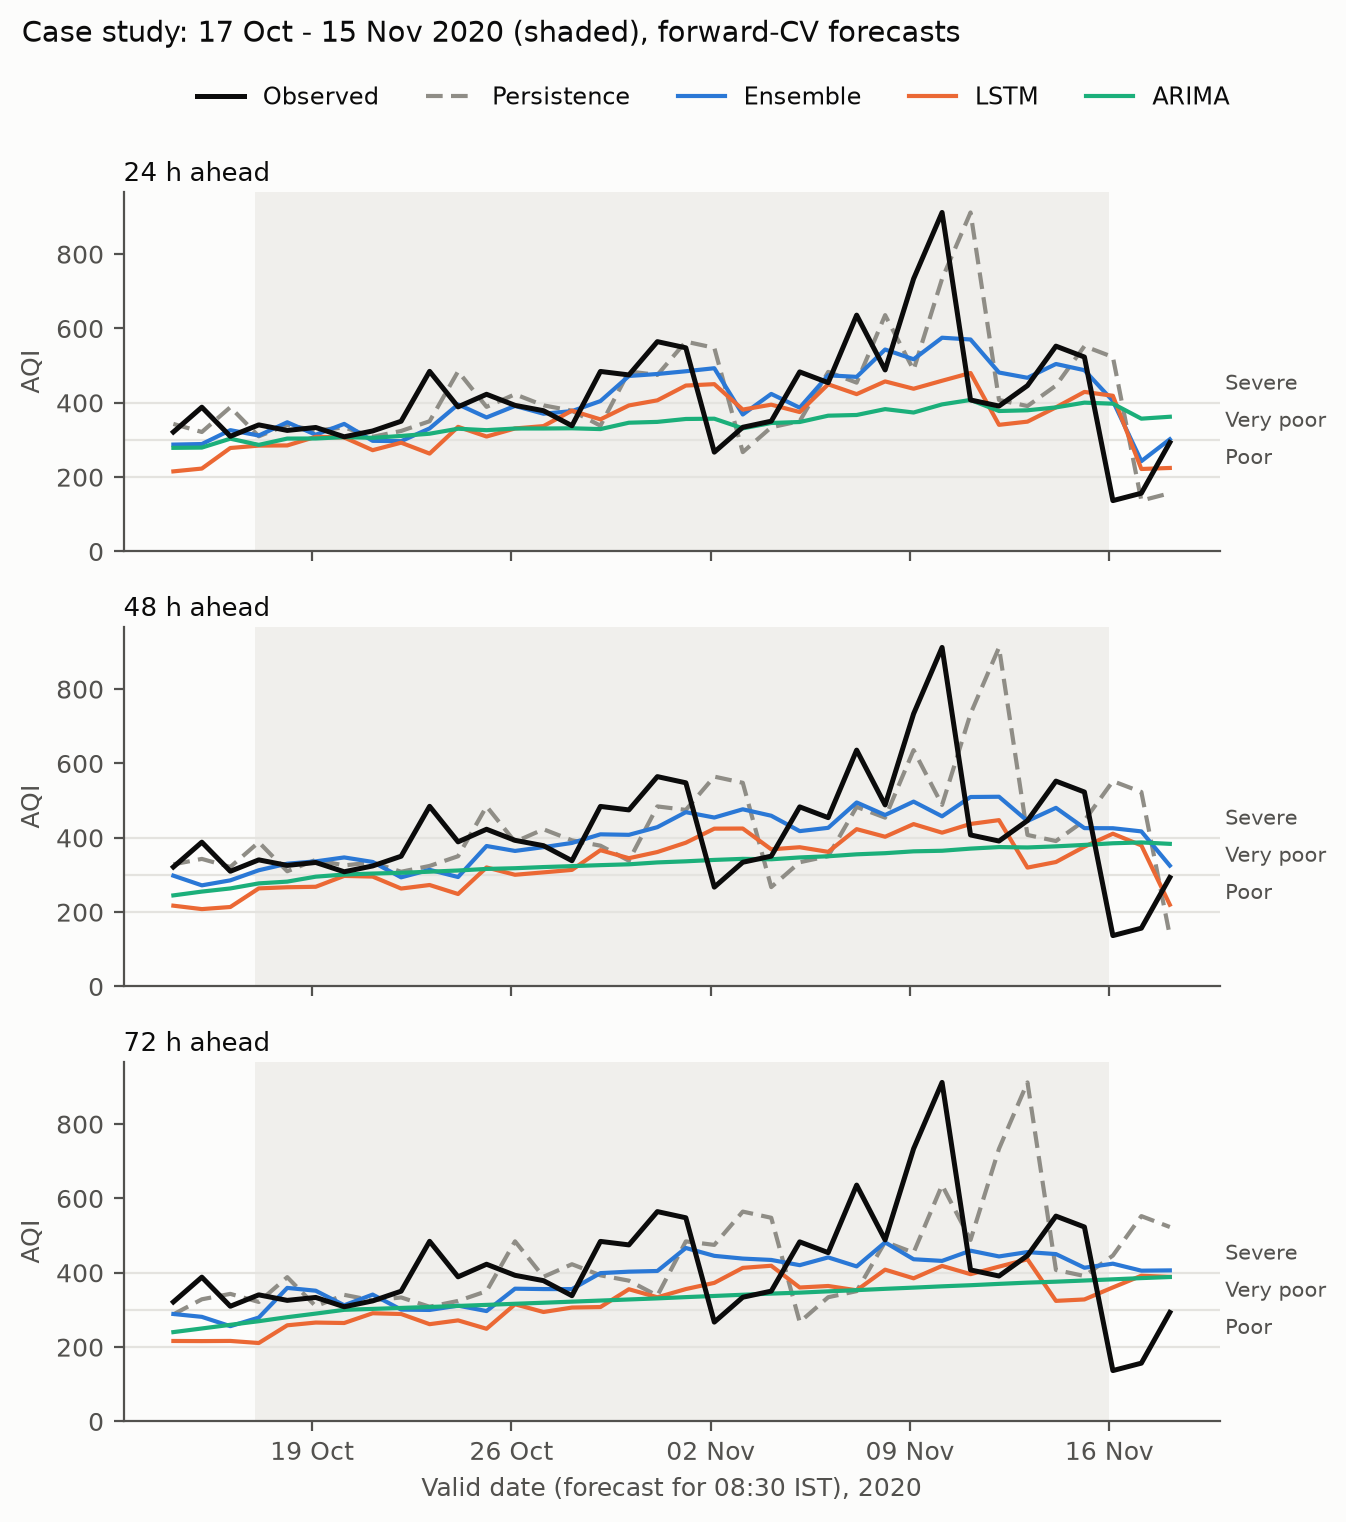 Case study: 17 Oct - 15 Nov 2020 (shaded), forward-CV forecasts
Observed Persistence Ensemble LSTM ARIMA
24 h ahead
800
600
400
200
0
AQI
Severe
Very poor
Poor
48 h ahead
800
600
400
200
0
AQI
Severe
Very poor
Poor
72 h ahead
800
600
400
200
0
AQI
Severe
Very poor
Poor
19 Oct 26 Oct 02 Nov 09 Nov 16 Nov
Valid date (forecast for 08:30 IST), 2020